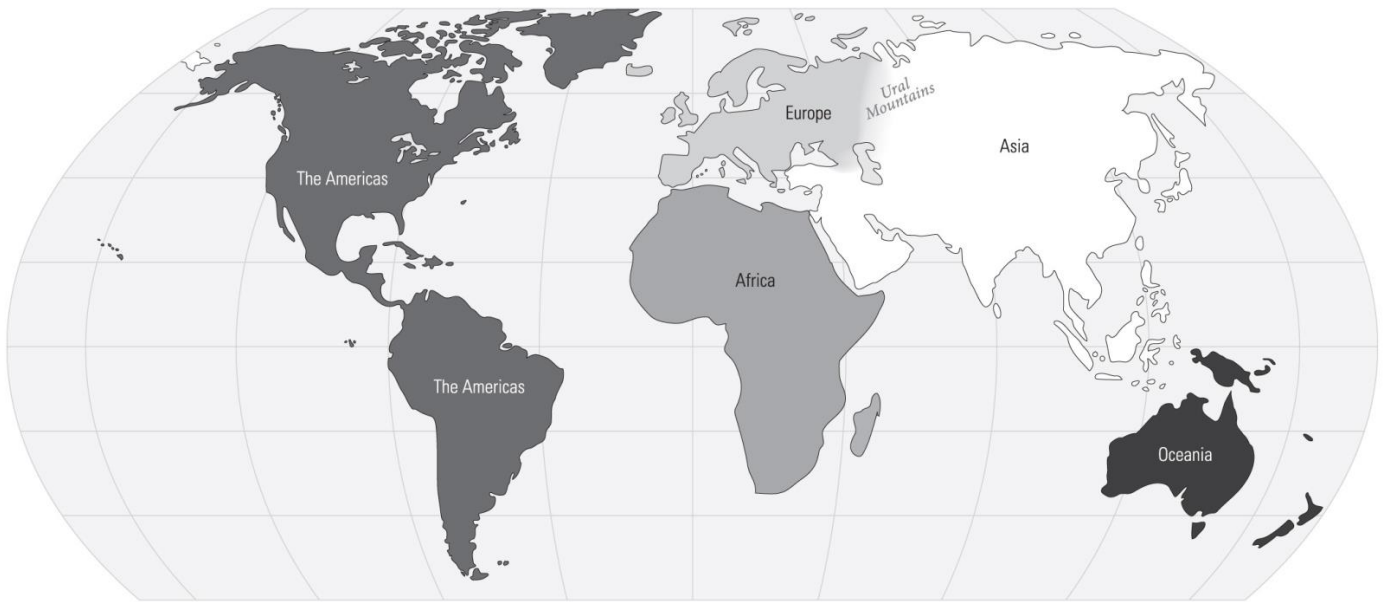 Ural
Mountains
Europe
Asia
The Americas
Africa
The Americas
Oceania